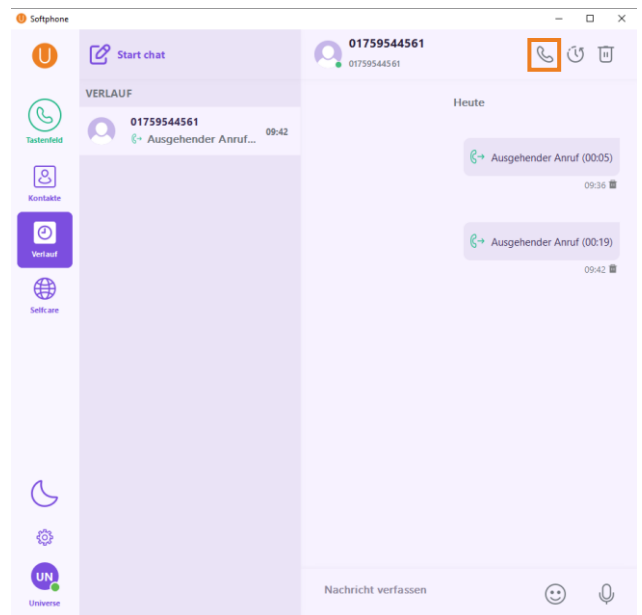 Softphone
U
Start chat
01759544561
01759544561
VERLAUF
01759544561
Ausgehender Anruf...
09:42
Heute
Ausgehender Anruf (00:05)
09:36
Ausgehender Anruf (00:19)
09:42
Tastenfeld
Kontakte
Verlauf
Selfcare
UN
Universe
Nachricht verfassen